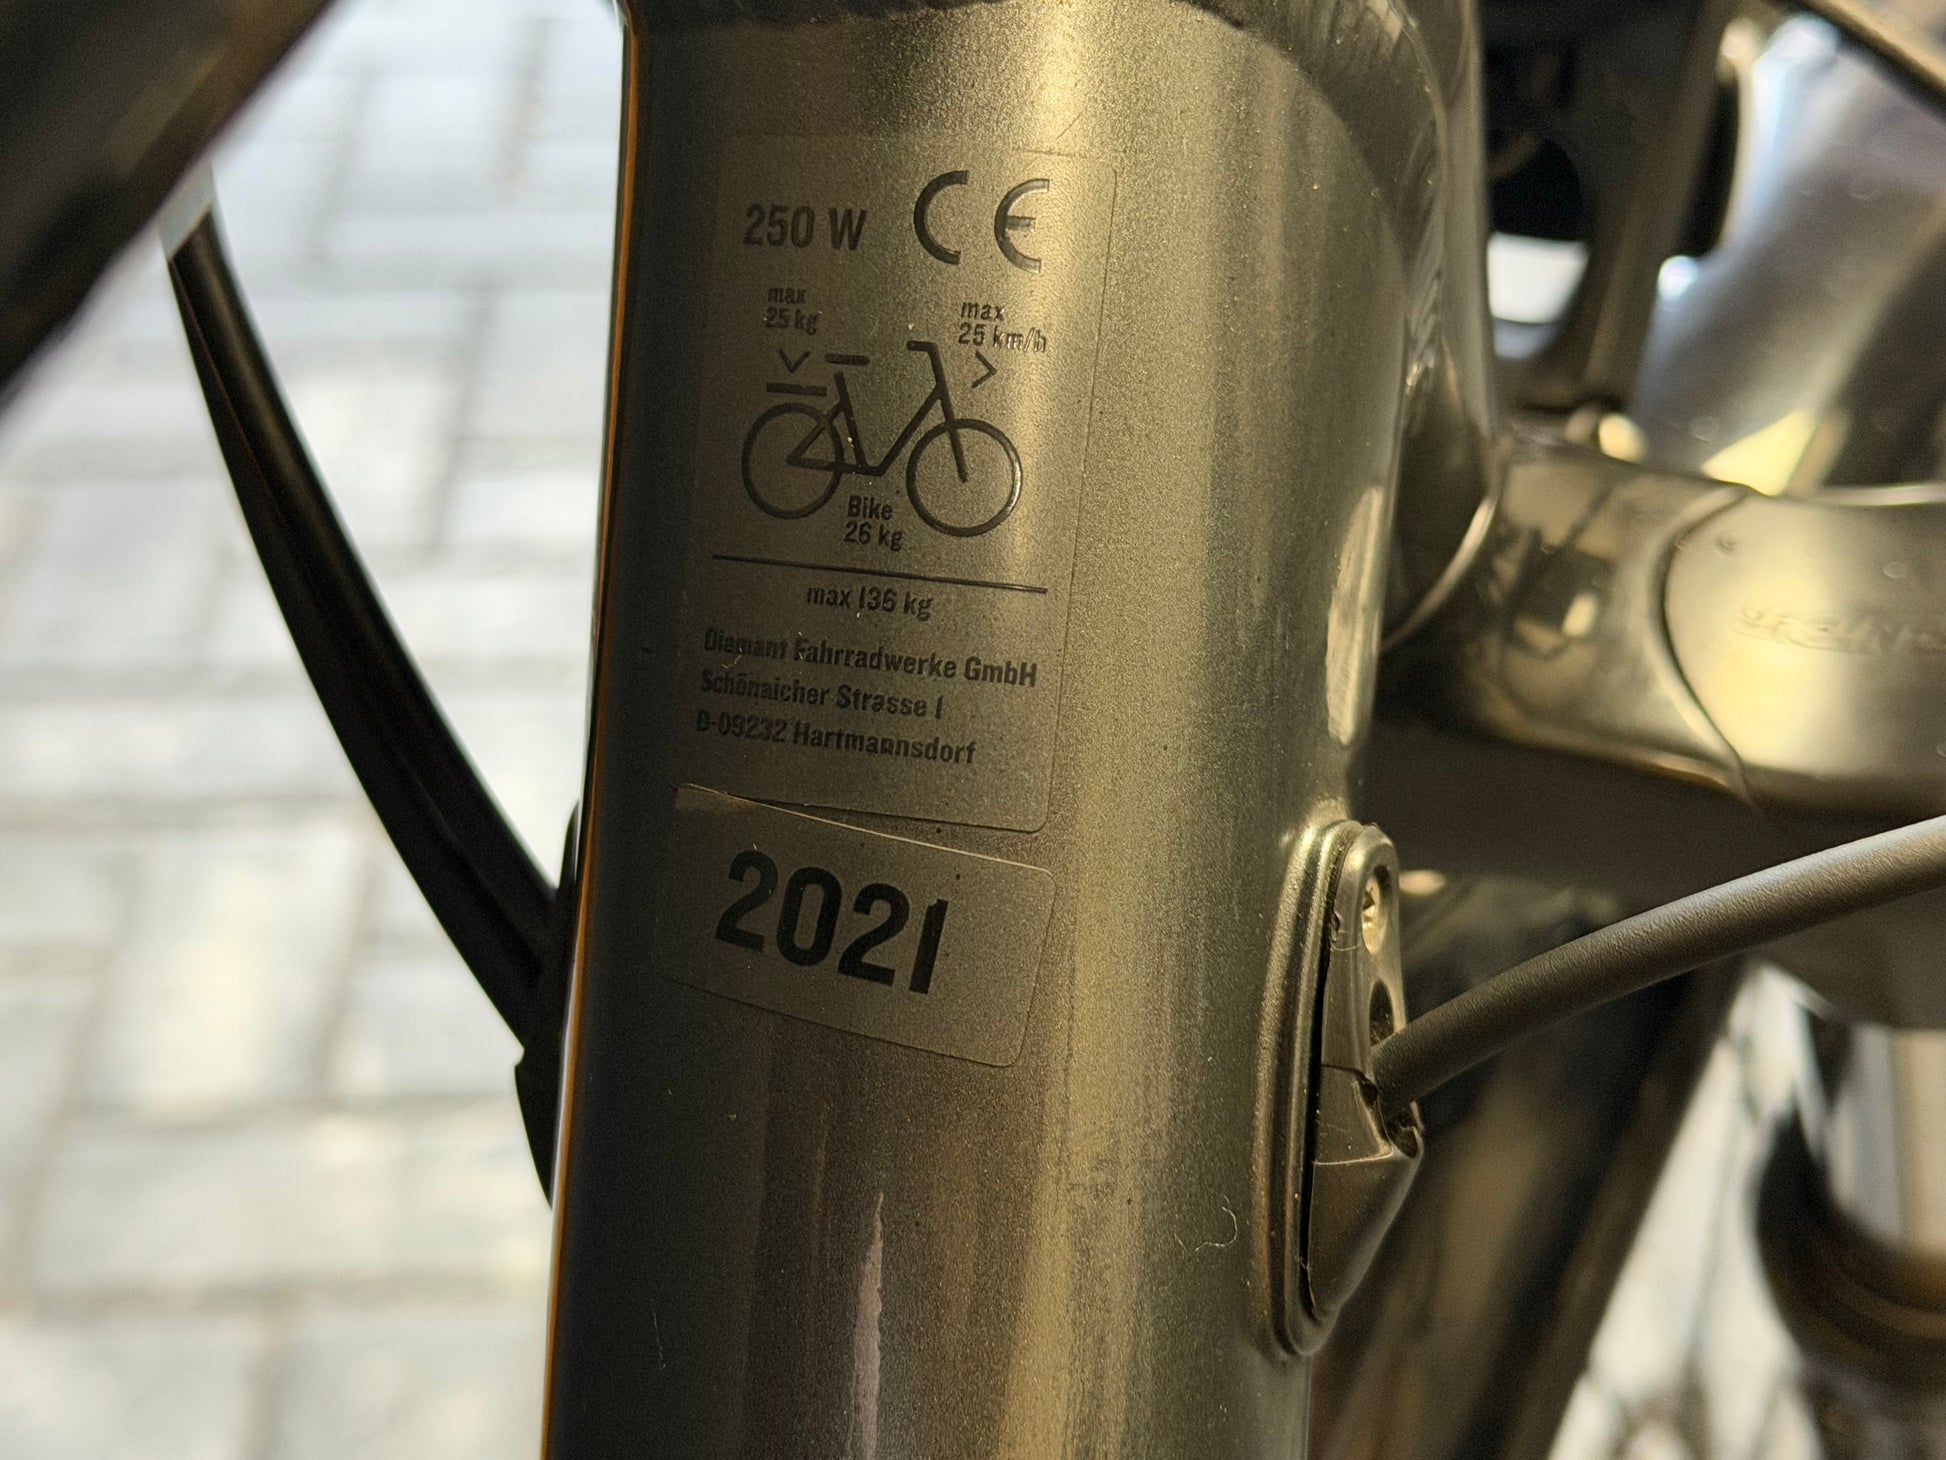 250 W CE
max
25 kg
max
25 km/h
Bike
26 kg
max 136 kg
Diamant Fahrradwerke GmbH
Schönaicher Strasse 1
D-09232 Hartmannsdorf
2021